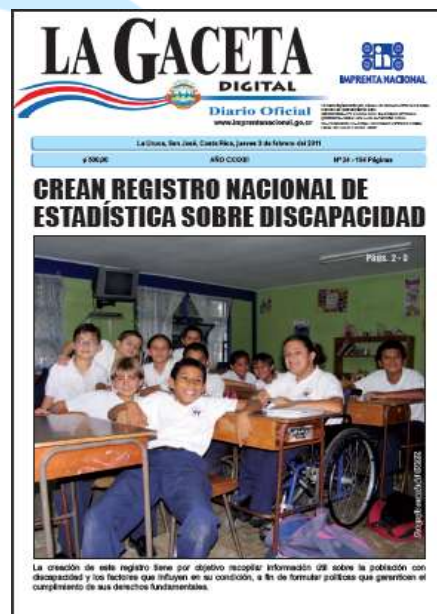 LA GACETA
DIGITAL
Diario Oficial
www.imprentanacional.go.cr
IMPRENTA NACIONAL
La Uruca, San José, Costa Rica, jueves 3 de febrero del 2011
AÑO CXXXIII
Nº 24 - 104 Páginas
CREAN REGISTRO NACIONAL DE
ESTADÍSTICA SOBRE DISCAPACIDAD
La creación de este registro tiene por objetivo recopilar información útil sobre la población con
discapacidad y los factores que influyen en su condición, a fin de formular políticas que garanticen el
cumplimiento de sus derechos fundamentales.